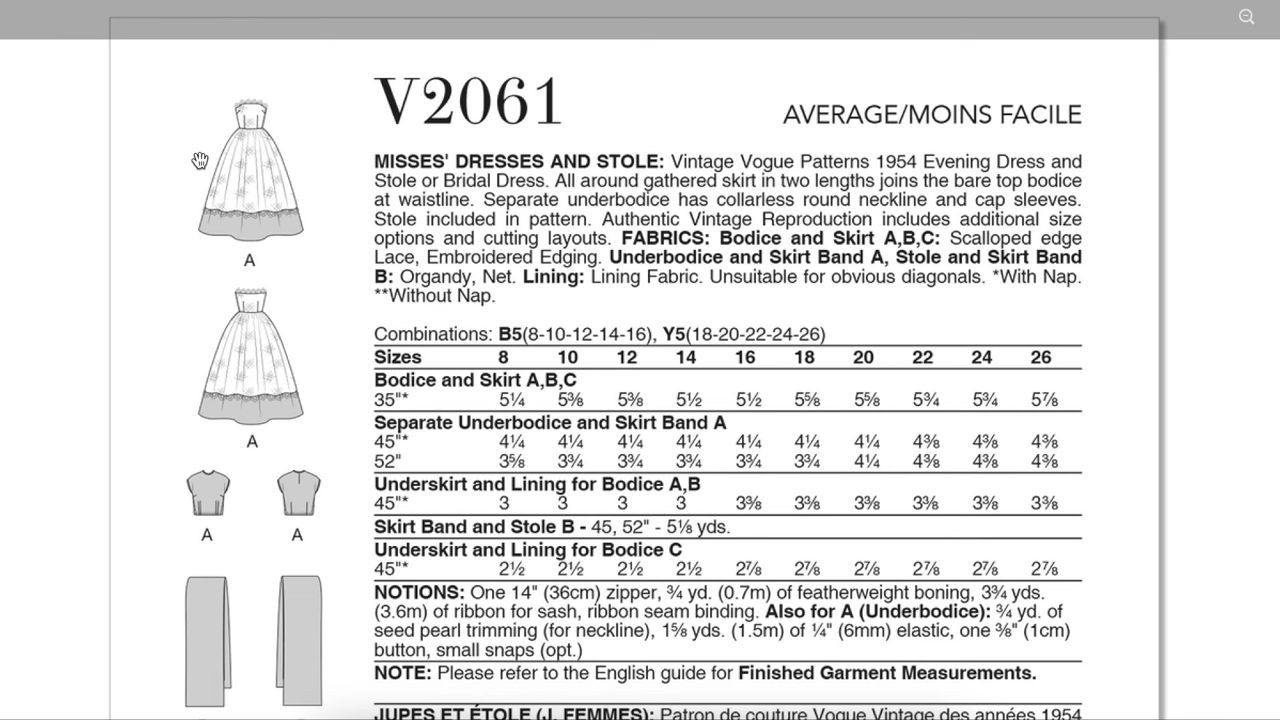 V2061
AVERAGE/MOINS FACILE
MISSES' DRESSES AND STOLE: Vintage Vogue Patterns 1954 Evening Dress and
Stole or Bridal Dress. All around gathered skirt in two lengths joins the bare top bodice
at waistline. Separate underbodice has collarless round neckline and cap sleeves.
Stole included in pattern. Authentic Vintage Reproduction includes additional size
options and cutting layouts. FABRICS: Bodice and Skirt A,B,C: Scalloped edge
Lace, Embroidered Edging. Underbodice and Skirt Band A, Stole and Skirt Band
B: Organdy, Net. Lining: Lining Fabric. Unsuitable for obvious diagonals. *With Nap.
**Without Nap.
Combinations: B5(8-10-12-14-16), Y5(18-20-22-24-26)
Sizes 8 10 12 14 16 18 20 22 24 26
Bodice and Skirt A,B,C
35"* 5¼ 5⅜ 5⅜ 5½ 5½ 5⅝ 5⅝ 5¾ 5¾ 5⅞
Separate Underbodice and Skirt Band A
45"* 4¼ 4¼ 4¼ 4¼ 4¼ 4¼ 4¼ 4⅜ 4⅜ 4⅜
52" 3⅝ 3¾ 3¾ 3¾ 3¾ 3¾ 4¼ 4⅜ 4⅜ 4⅜
Underskirt and Lining for Bodice A,B
45"* 3 3 3 3 3⅜ 3⅜ 3⅜ 3⅜ 3⅜ 3⅜
Skirt Band and Stole B - 45, 52" - 5⅛ yds.
Underskirt and Lining for Bodice C
45"* 2½ 2½ 2½ 2½ 2⅞ 2⅞ 2⅞ 2⅞ 2⅞ 2⅞
NOTIONS: One 14" (36cm) zipper, ¾ yd. (0.7m) of featherweight boning, 3¾ yds.
(3.6m) of ribbon for sash, ribbon seam binding. Also for A (Underbodice): ¾ yd. of
seed pearl trimming (for neckline), 1⅝ yds. (1.5m) of ¼" (6mm) elastic, one ⅜" (1cm)
button, small snaps (opt.)
NOTE: Please refer to the English guide for Finished Garment Measurements.
JUPES ET ÉTOLE (J. FEMMES): Patron de couture Vogue Vintage des années 1954
A
A
A A